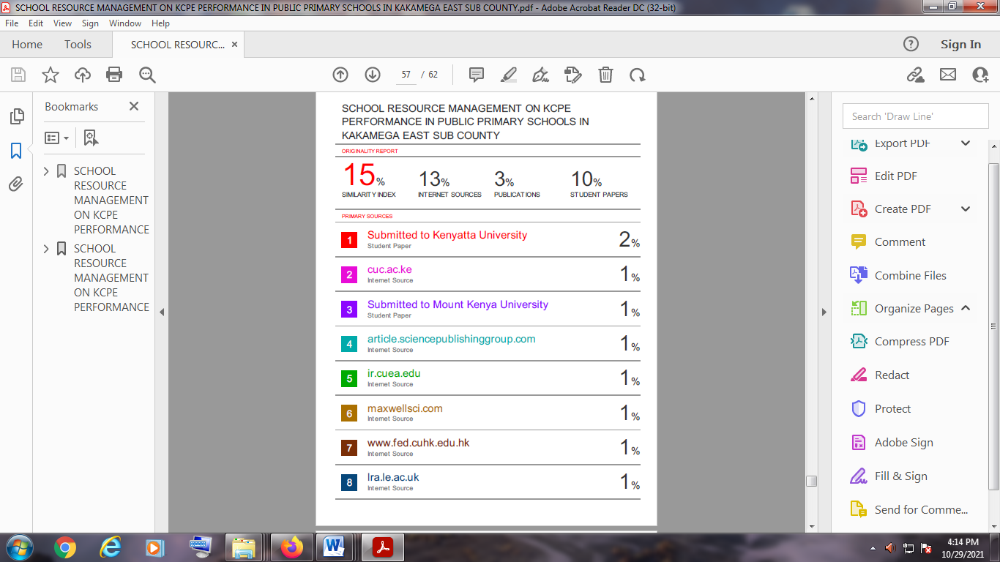 SCHOOL RESOURCE MANAGEMENT ON KCPE PERFORMANCE IN PUBLIC PRIMARY SCHOOLS IN KAKAMEGA EAST SUB COUNTY.pdf - Adobe Acrobat Reader DC (32-bit)
File Edit View Sign Window Help
Home Tools SCHOOL RESOURC... Sign In
57 / 62
Bookmarks
SCHOOL
RESOURCE
MANAGEMENT
ON KCPE
PERFORMANCE
SCHOOL
RESOURCE
MANAGEMENT
ON KCPE
PERFORMANCE
SCHOOL RESOURCE MANAGEMENT ON KCPE
PERFORMANCE IN PUBLIC PRIMARY SCHOOLS IN
KAKAMEGA EAST SUB COUNTY
ORIGINALITY REPORT
15% 13% 3% 10%
SIMILARITY INDEX INTERNET SOURCES PUBLICATIONS STUDENT PAPERS
PRIMARY SOURCES
1 Submitted to Kenyatta University 2%
Student Paper
2 cuc.ac.ke 1%
Internet Source
3 Submitted to Mount Kenya University 1%
Student Paper
4 article.sciencepublishinggroup.com 1%
Internet Source
5 ir.cuea.edu 1%
Internet Source
6 maxwellsci.com 1%
Internet Source
7 www.fed.cuhk.edu.hk 1%
Internet Source
8 lra.le.ac.uk 1%
Internet Source
Search 'Draw Line'
Export PDF
Edit PDF
Create PDF
Comment
Combine Files
Organize Pages
Compress PDF
Redact
Protect
Adobe Sign
Fill & Sign
Send for Comme...
4:14 PM
10/29/2021